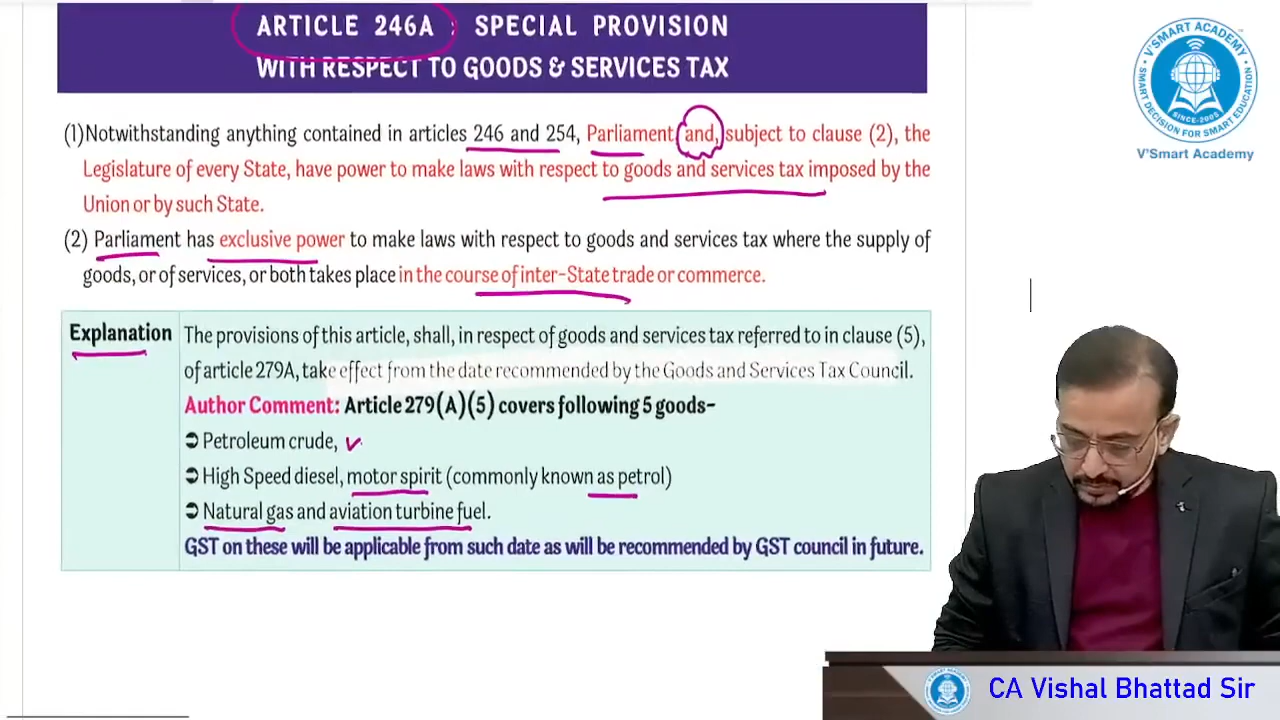 ARTICLE 246A : SPECIAL PROVISION
WITH RESPECT TO GOODS & SERVICES TAX
(1)Notwithstanding anything contained in articles 246 and 254, Parliament and, subject to clause (2), the
Legislature of every State, have power to make laws with respect to goods and services tax imposed by the
Union or by such State.
(2) Parliament has exclusive power to make laws with respect to goods and services tax where the supply of
goods, or of services, or both takes place in the course of inter-State trade or commerce.
Explanation
The provisions of this article, shall, in respect of goods and services tax referred to in clause (5),
of article 279A, take effect from the date recommended by the Goods and Services Tax Council.
Author Comment: Article 279(A)(5) covers following 5 goods-
➲ Petroleum crude,
➲ High Speed diesel, motor spirit (commonly known as petrol)
➲ Natural gas and aviation turbine fuel.
GST on these will be applicable from such date as will be recommended by GST council in future.
V'SMART ACADEMY
SMART DECISION FOR SMART EDUCATION
SINCE-2005
V'Smart Academy
CA Vishal Bhattad Sir